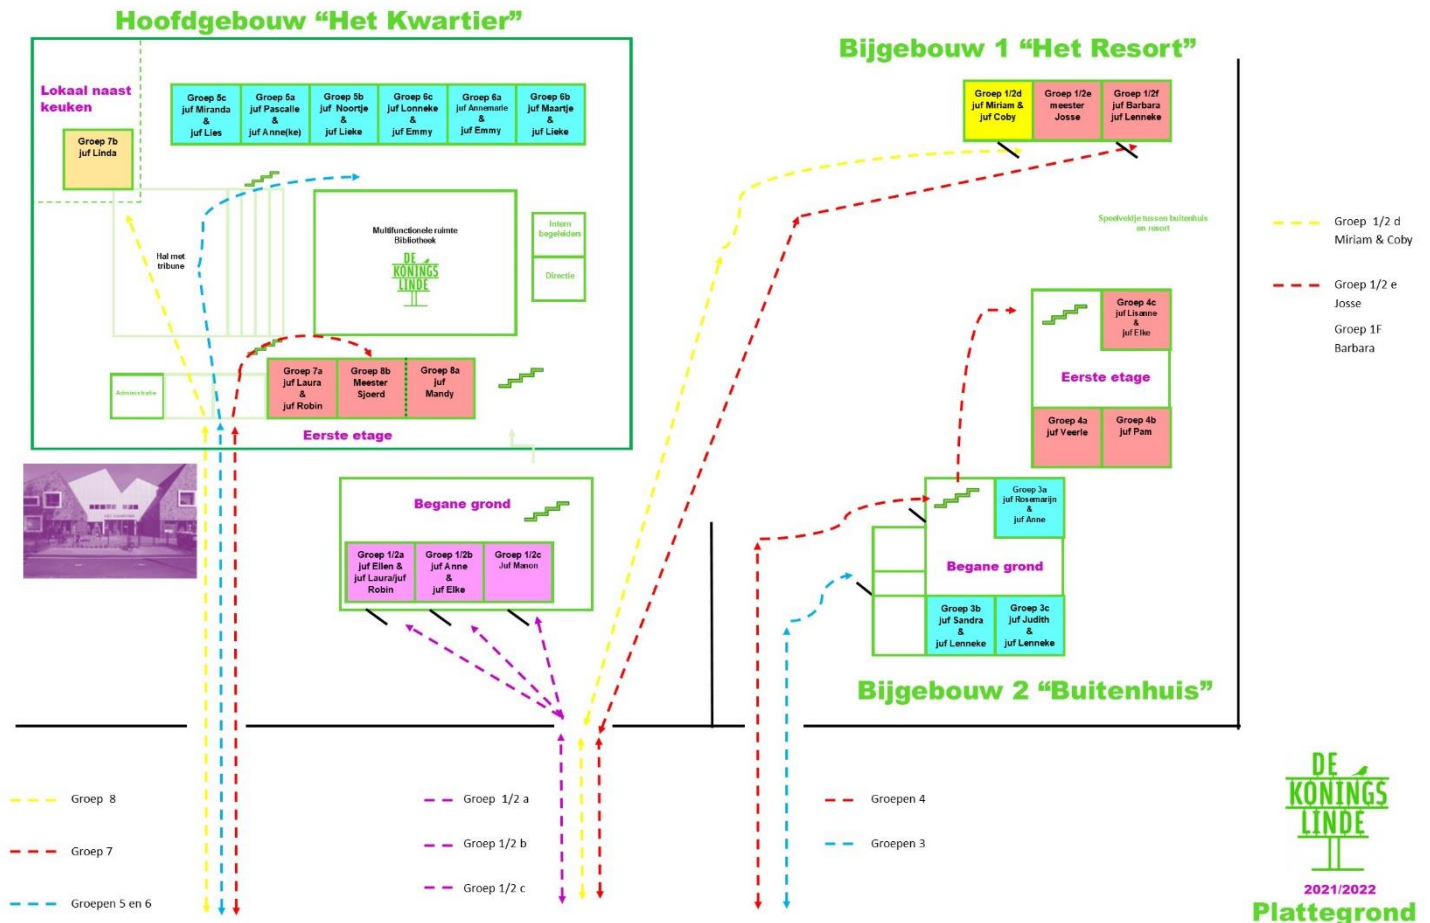 Hoofdgebouw “Het Kwartier”
Lokaal naast
keuken
Groep 7b
juf Linda
Groep 5c
juf Miranda
&
juf Lies
Groep 5a
juf Pascalle
&
juf Anne(ke)
Groep 5b
juf Noortje
&
juf Lieke
Groep 6c
juf Lonneke
&
juf Emmy
Groep 6a
juf Annemarie
&
juf Emmy
Groep 6b
juf Maartje
&
juf Lieke
Hal met
tribune
Multifunctionele ruimte
Bibliotheek
DE
KONINGS
LINDE
Intern
begeleiders
Directie
Administratie
Groep 7a
juf Laura
&
juf Robin
Groep 8b
Meester
Sjoerd
Groep 8a
juf
Mandy
Eerste etage
Begane grond
Groep 1/2a
juf Ellen &
juf Laura/juf
Robin
Groep 1/2b
juf Anne
&
juf Elke
Groep 1/2c
Juf Manon
Bijgebouw 1 “Het Resort”
Groep 1/2d
juf Miriam &
juf Coby
Groep 1/2e
meester
Josse
Groep 1/2f
juf Barbara
juf Lenneke
Speelveldje tussen buitenhuis
en resort
Groep 1/2 d
Miriam & Coby
Groep 1/2 e
Josse
Groep 1F
Barbara
Groep 4c
juf Lisanne
&
juf Elke
Eerste etage
Groep 4a
juf Veerle
Groep 4b
juf Pam
Groep 3a
juf Rosemarijn
&
juf Anne
Begane grond
Groep 3b
juf Sandra
&
juf Lenneke
Groep 3c
juf Judith
&
juf Lenneke
Bijgebouw 2 “Buitenhuis”
Groep 8
Groep 7
Groepen 5 en 6
Groep 1/2 a
Groep 1/2 b
Groep 1/2 c
Groepen 4
Groepen 3
DE
KONINGS
LINDE
2021/2022
Plattegrond